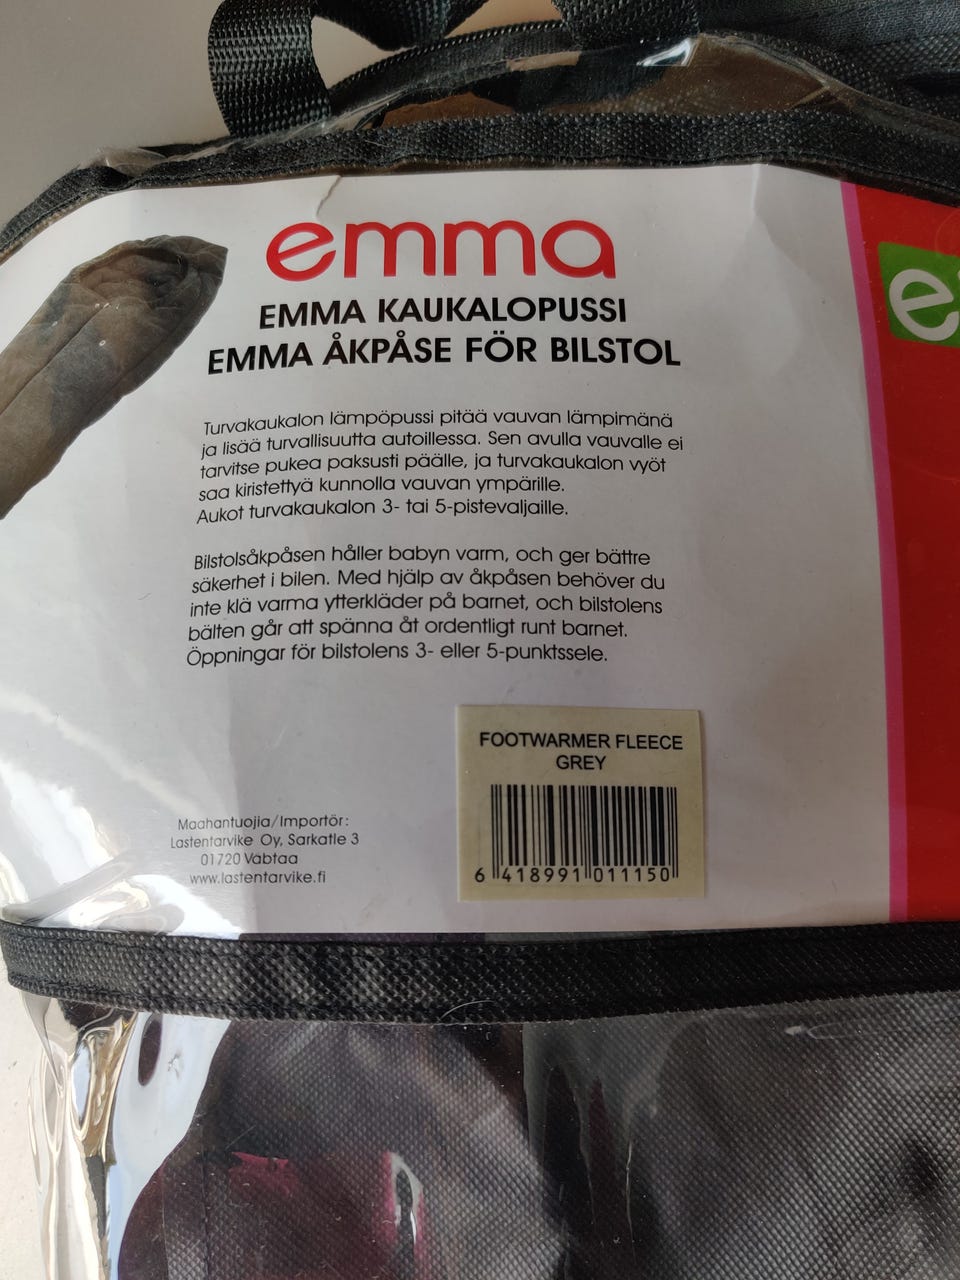 emma
EMMA KAUKALOPUSSI
EMMA ÅKPÅSE FÖR BILSTOL
Turvakaukalon lämpöpussi pitää vauvan lämpimänä
ja lisää turvallisuutta autoillessa. Sen avulla vauvalle ei
tarvitse pukea paksusti päälle, ja turvakaukalon vyöt
saa kiristettyä kunnolla vauvan ympärille.
Aukot turvakaukalon 3- tai 5-pistevaljaille.
Bilstolsåkpåsen håller babyn varm, och ger bättre
säkerhet i bilen. Med hjälp av åkpåsen behöver du
inte klä varma ytterkläder på barnet, och bilstolens
bälten går att spänna åt ordentligt runt barnet.
Öppningar för bilstolens 3- eller 5-punktssele.
FOOTWARMER FLEECE
GREY
6 418991 011150
Maahantuojia/Importör:
Lastentarvike Oy, Sarkatie 3
01720 Vabtaa
www.lastentarvike.fi